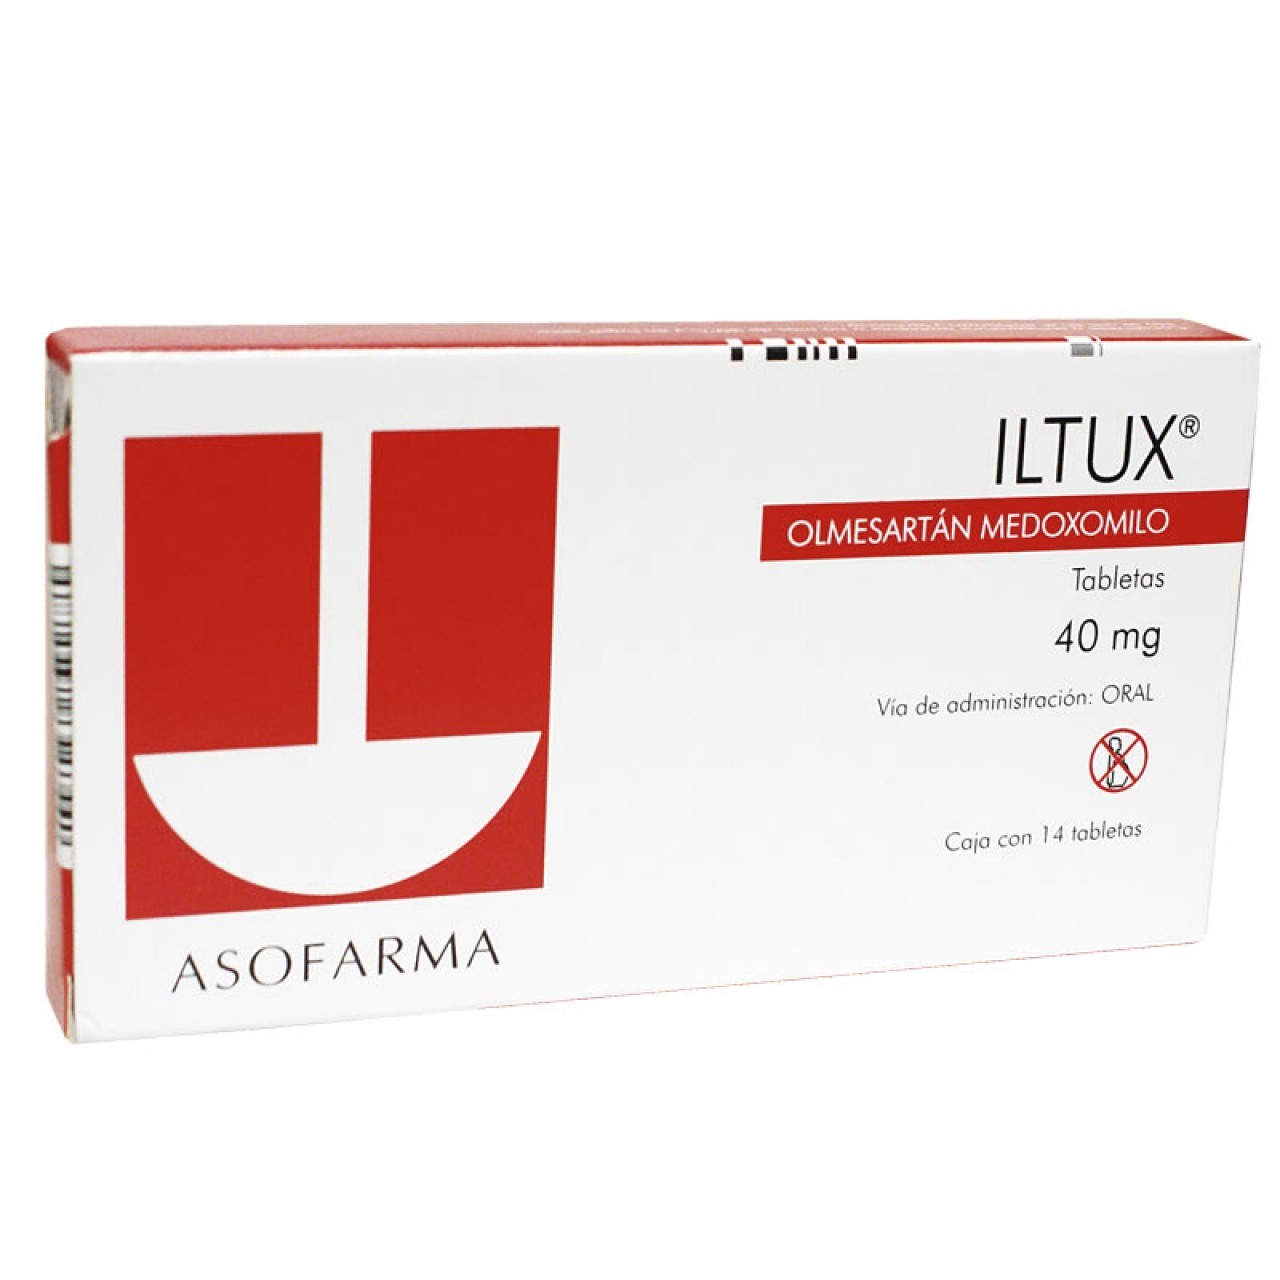 ILTUX®
OLMESARTÁN MEDOXOMILO
Tabletas
40 mg
Vía de administración: ORAL
Caja con 14 tabletas
ASOFARMA